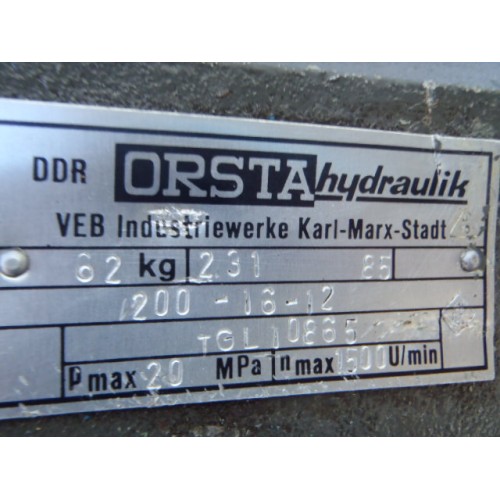 DDR ORSTA hydraulik
VEB Industriewerke Karl-Marx-Stadt
62 kg 231 85
200 - 16-12
TGL 10865
p max 20 MPa n max 1500 U/min